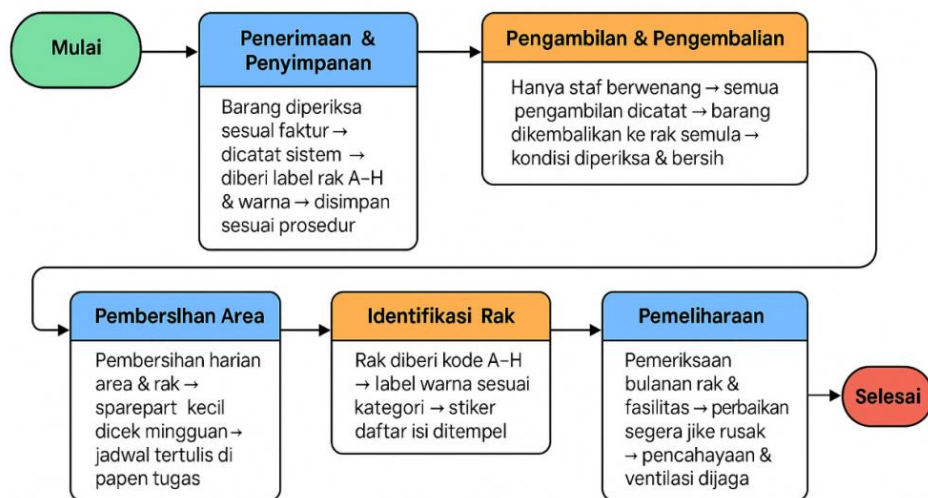 Mulai
Penerimaan &
Penyimpanan
Barang diperiksa
sesual faktur →
dicatat sistem →
diberi label rak A–H
& warna → disimpan
sesuai prosedur
Pengambilan & Pengembalian
Hanya staf berwenang → semua
pengambilan dicatat → barang
dikembalikan ke rak semula →
kondisi diperiksa & bersih
PembersIhan Area
Pembersihan harian
area & rak →
sparepart kecil
dicek mingguan →
jadwal tertulis di
papen tugas
Identifikasi Rak
Rak diberi kode A–H
→ label warna sesuai
kategori → stiker
daftar isi ditempel
Pemeliharaan
Pemeriksaan
bulanan rak &
fasilitas → perbaikan
segera jike rusak
→ pencahayaan &
ventilasi dijaga
Selesai